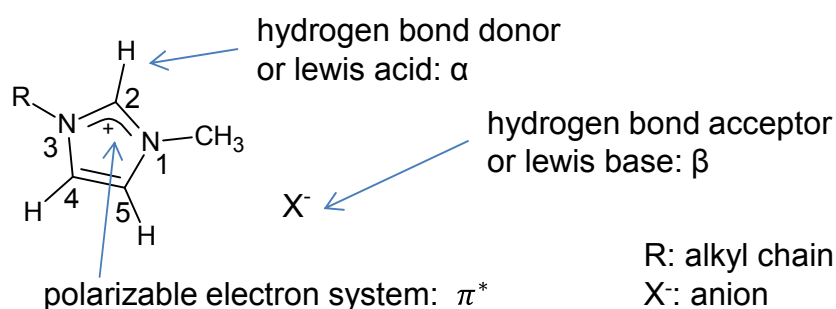 H
hydrogen bond donor
or lewis acid: α
R
2
N
+
N
CH₃
3
1
hydrogen bond acceptor
or lewis base: β
H
4
5
H
X⁻
polarizable electron system: π*
R: alkyl chain
X⁻: anion